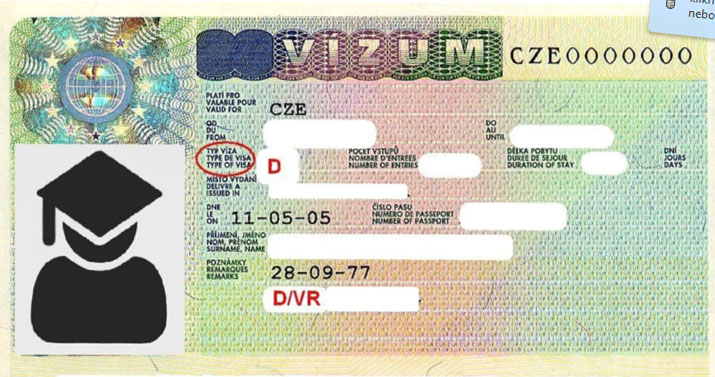 nebo
VÍZUM CZE0000000
PLATÍ PRO
VALABLE POUR
VALID FOR
CZE
OD
DU
FROM
DO
AU
UNTIL
TYP VÍZA
TYPE DE VISA
TYPE OF VISA
D
POČET VSTUPŮ
NOMBRE D'ENTREES
NUMBER OF ENTRIES
DÉLKA POBYTU
DUREE DE SEJOUR
DURATION OF STAY
DNÍ
JOURS
DAYS
MÍSTO VYDÁNÍ
DELIVRE A
ISSUED IN
DNE
LE
ON
11-05-05
ČÍSLO PASU
NUMERO DE PASSEPORT
NUMBER OF PASSPORT
PŘÍJMENÍ, JMÉNO
NOM, PRENOM
SURNAME, NAME
POZNÁMKY
REMARQUES
REMARKS
28-09-77
D/VR